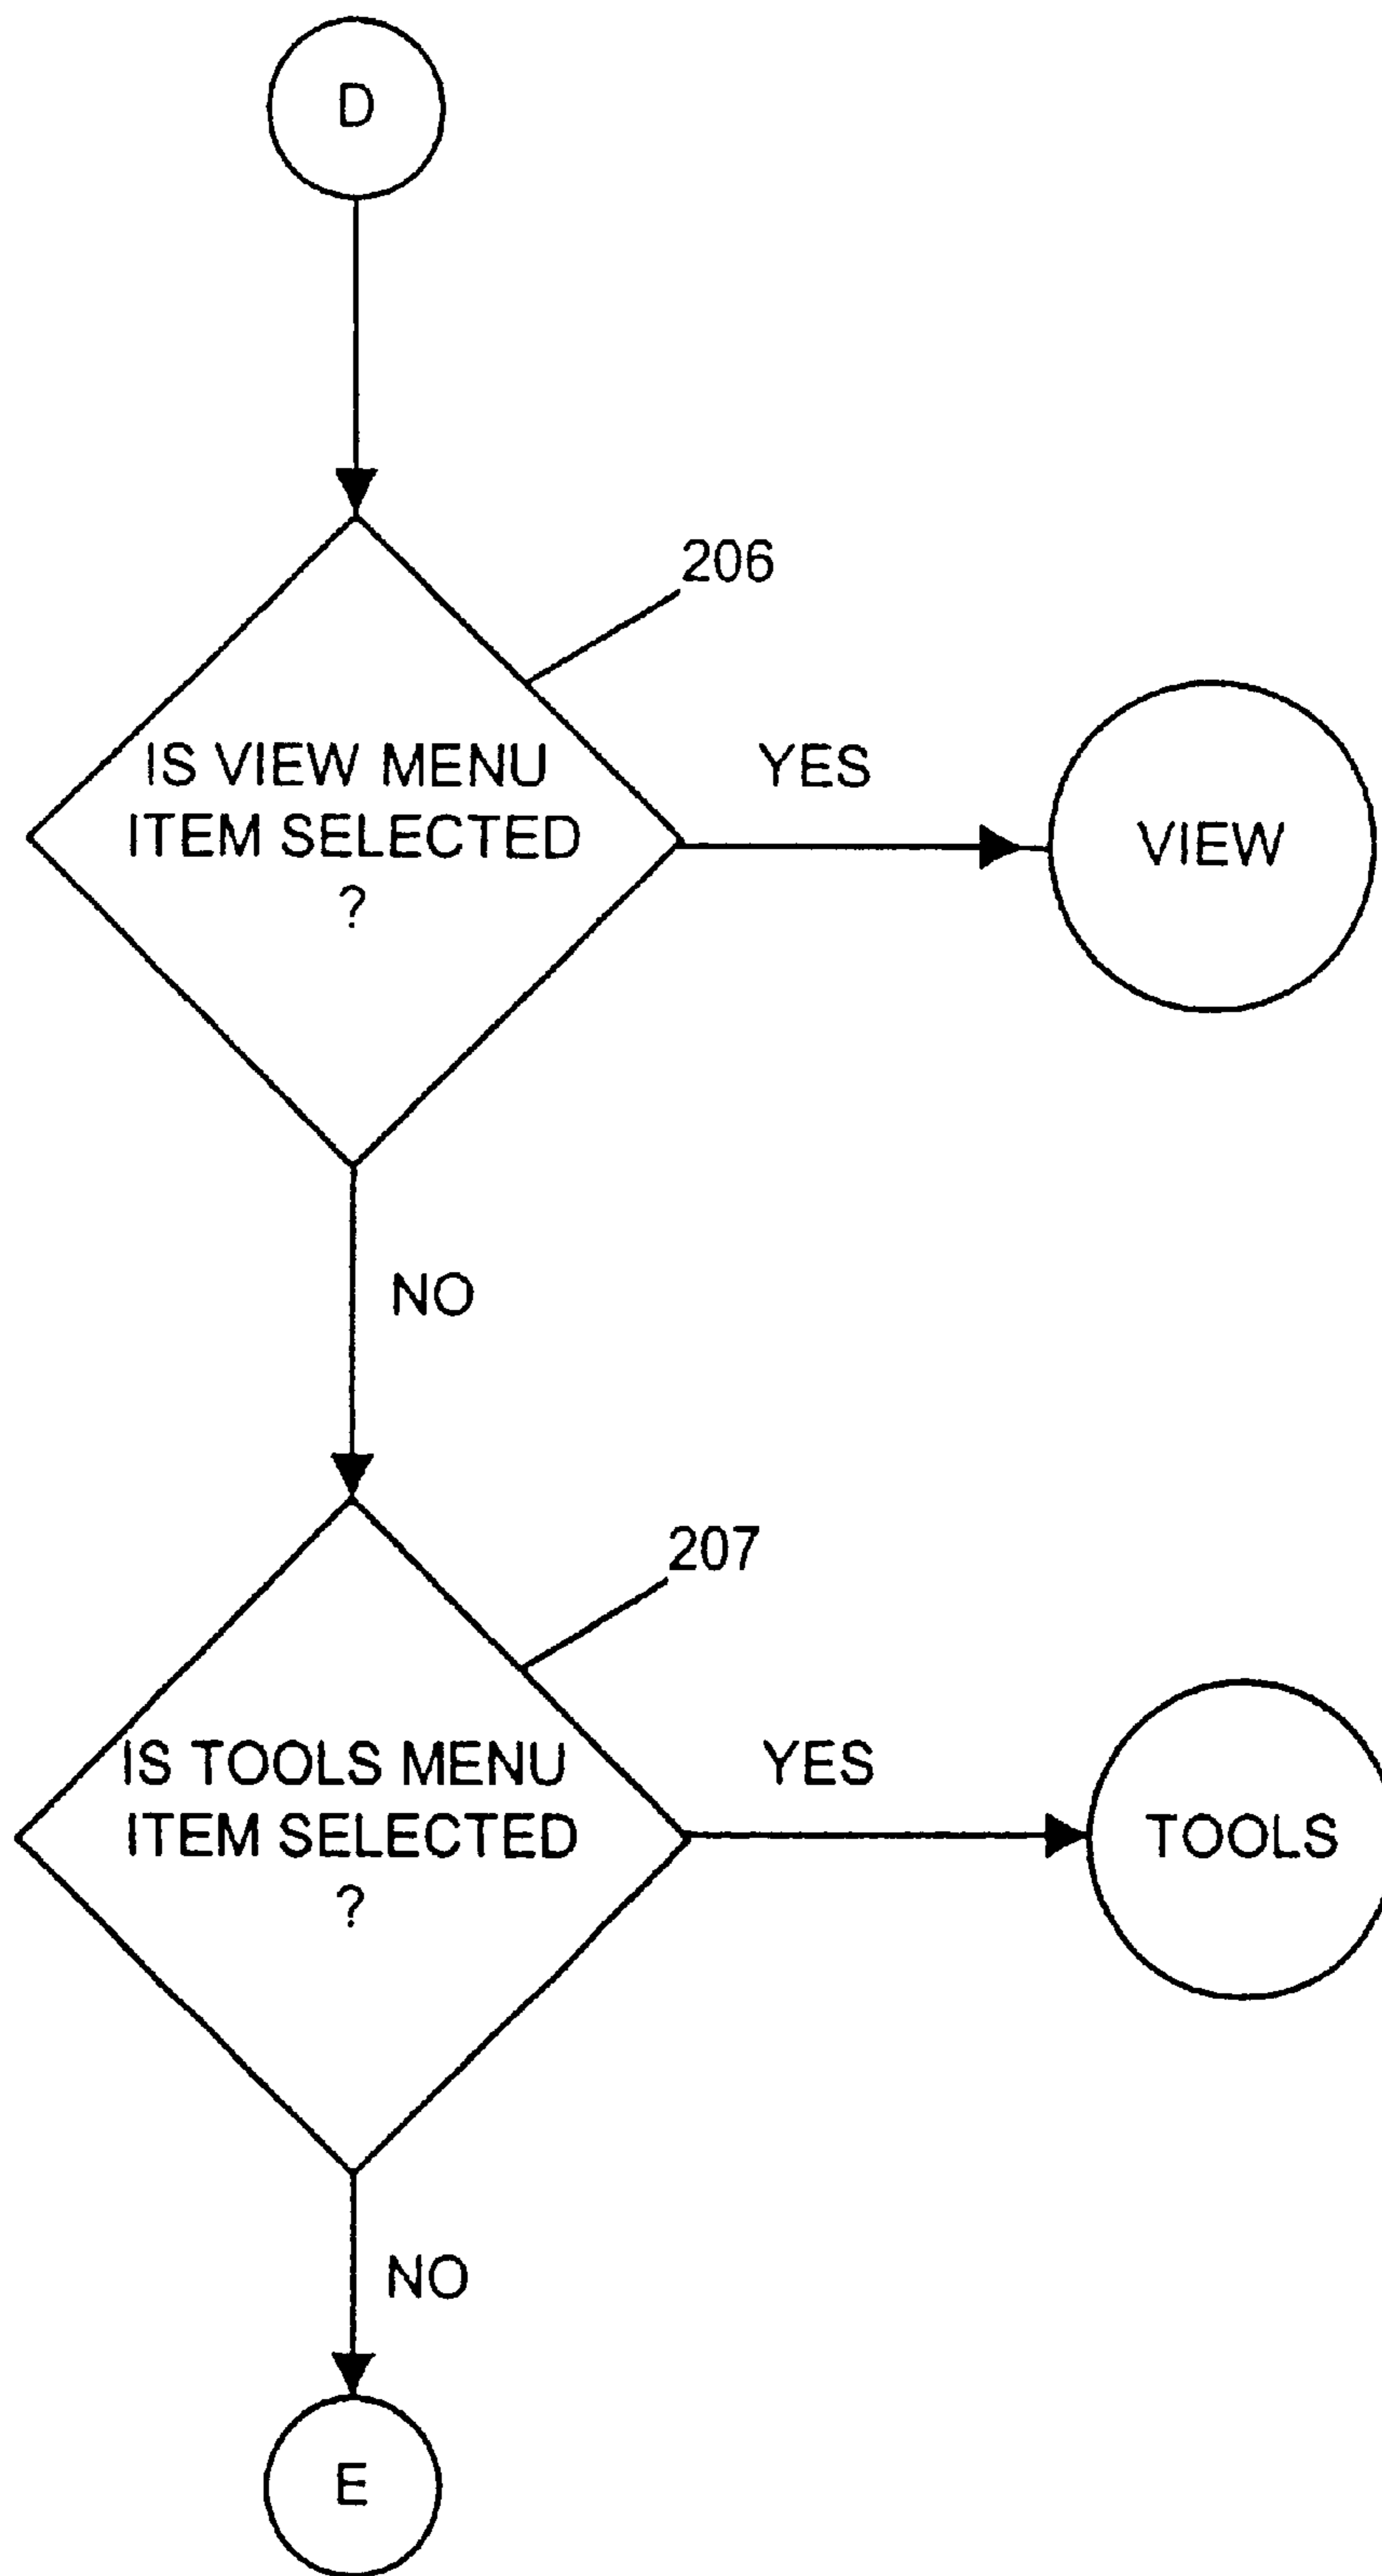 D
206
IS VIEW MENU
ITEM SELECTED
?
YES
VIEW
NO
207
IS TOOLS MENU
ITEM SELECTED
?
YES
TOOLS
NO
E